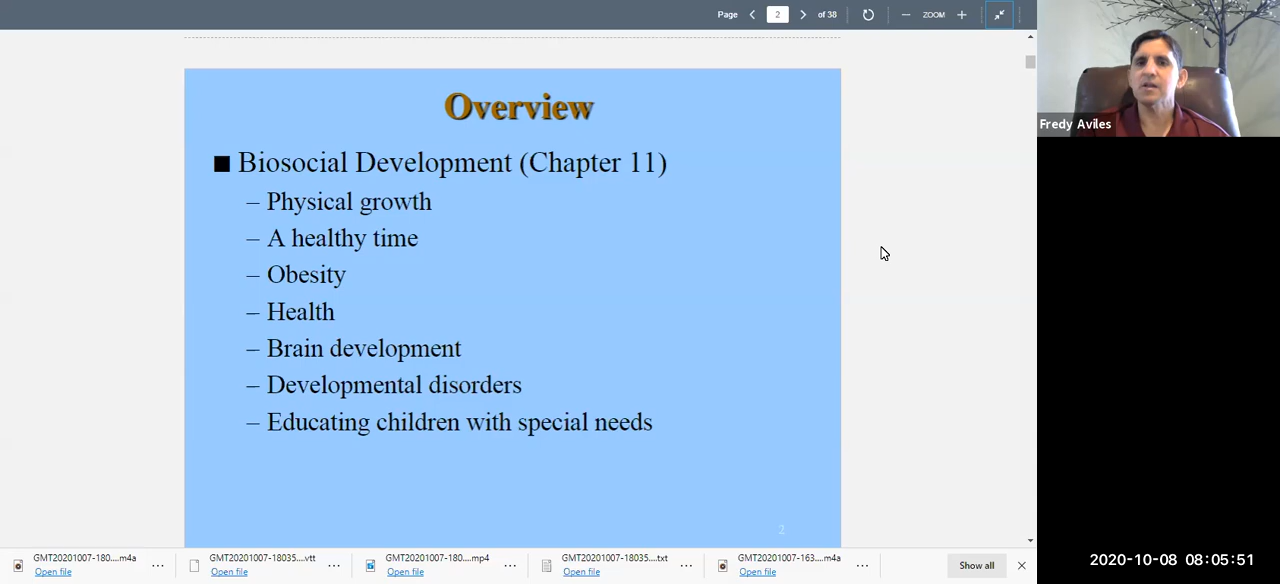 Page 2 of 38 ZOOM
Overview
■ Biosocial Development (Chapter 11)
– Physical growth
– A healthy time
– Obesity
– Health
– Brain development
– Developmental disorders
– Educating children with special needs
2
Fredy Aviles
GMT20201007-180....m4a
Open file
GMT20201007-18035....vtt
Open file
GMT20201007-180....mp4
Open file
GMT20201007-18035....txt
Open file
GMT20201007-163....m4a
Open file
Show all
2020-10-08 08:05:51